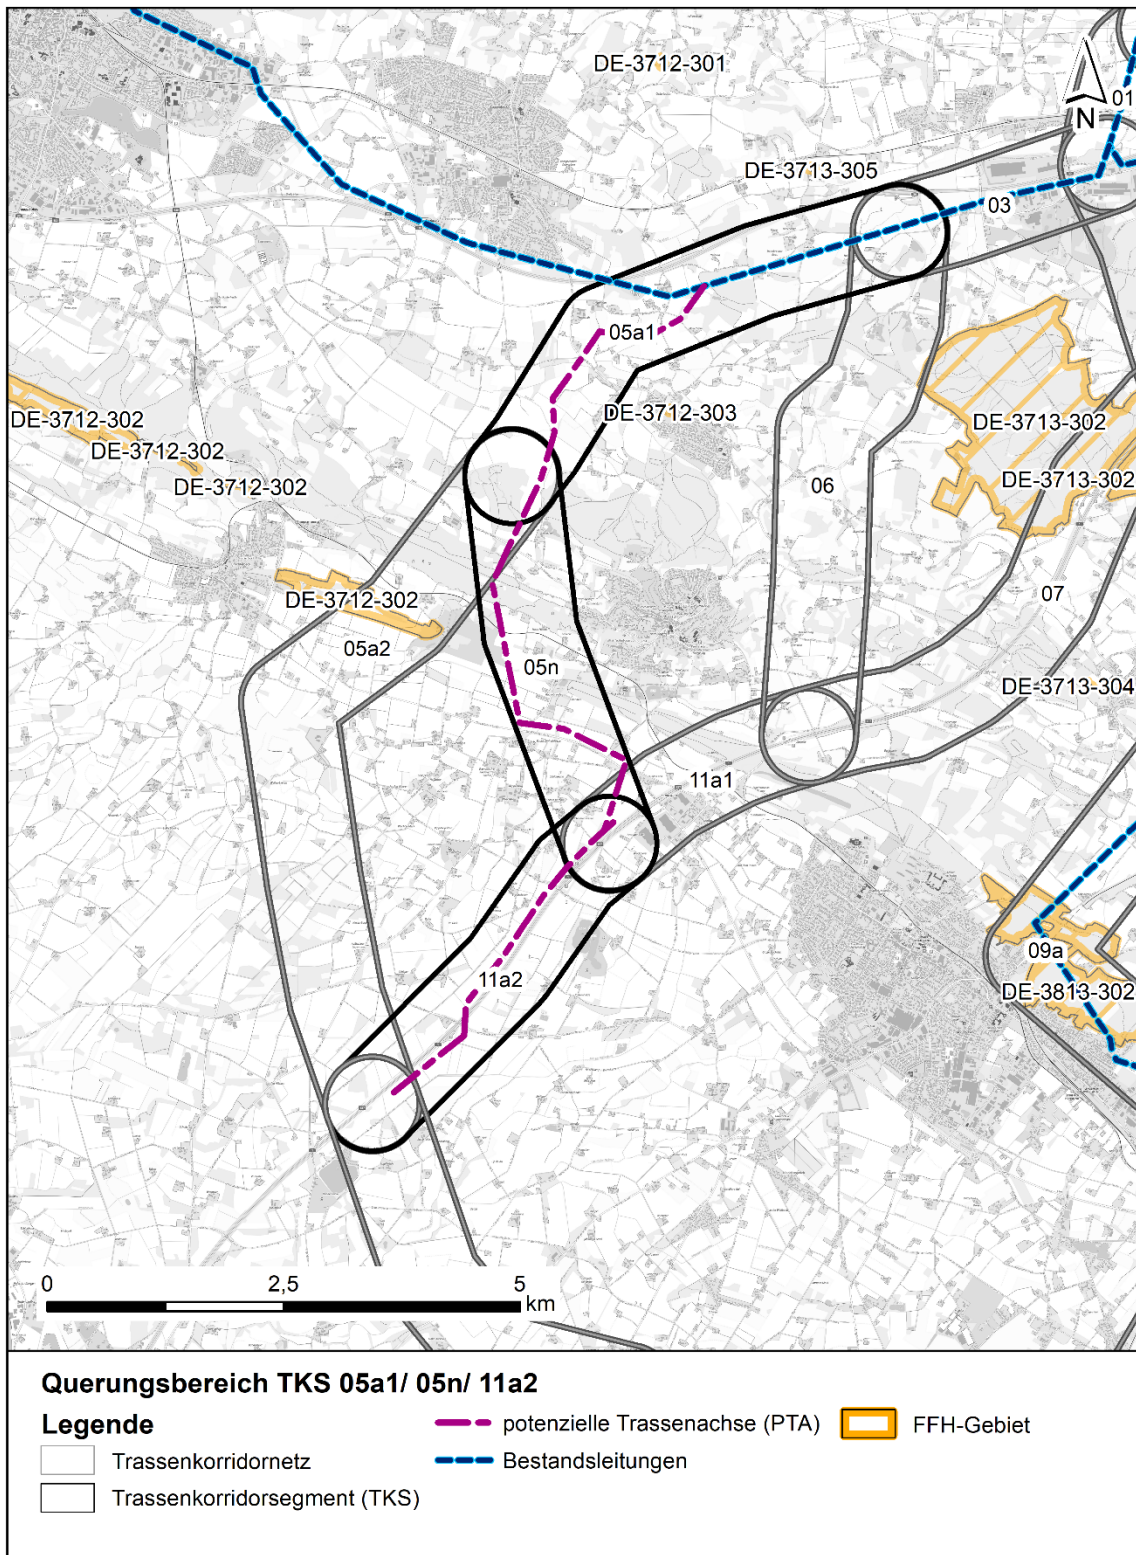 DE-3712-301
01
N
DE-3713-305
03
05a1
DE-3712-303
DE-3712-302
DE-3713-302
DE-3712-302
DE-3712-302
DE-3713-302
06
DE-3712-302
07
05a2
05n
DE-3713-304
11a1
09a
11a2
DE-3813-302
0 2,5 5
km
Querungsbereich TKS 05a1/ 05n/ 11a2
Legende
potenzielle Trassenachse (PTA) FFH-Gebiet
Trassenkorridornetz Bestandsleitungen
Trassenkorridorsegment (TKS)